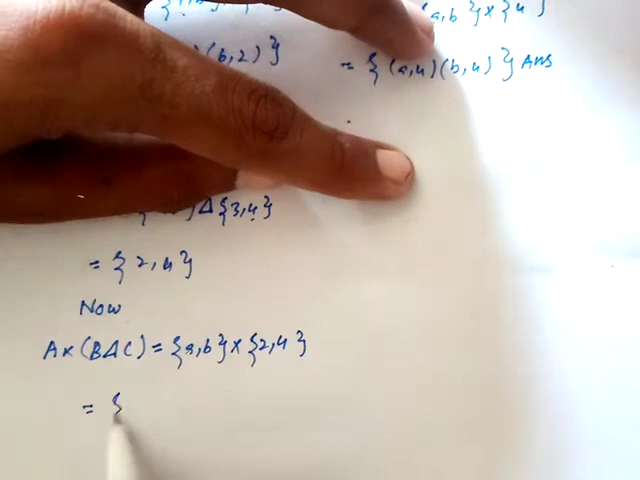 a,b}×{4}
(b,2)}
= {(a,4)(b,4)} Ans
Δ{3,4}
= {2,4}
Now
A×(BΔC) = {a,b}×{2,4}
= {